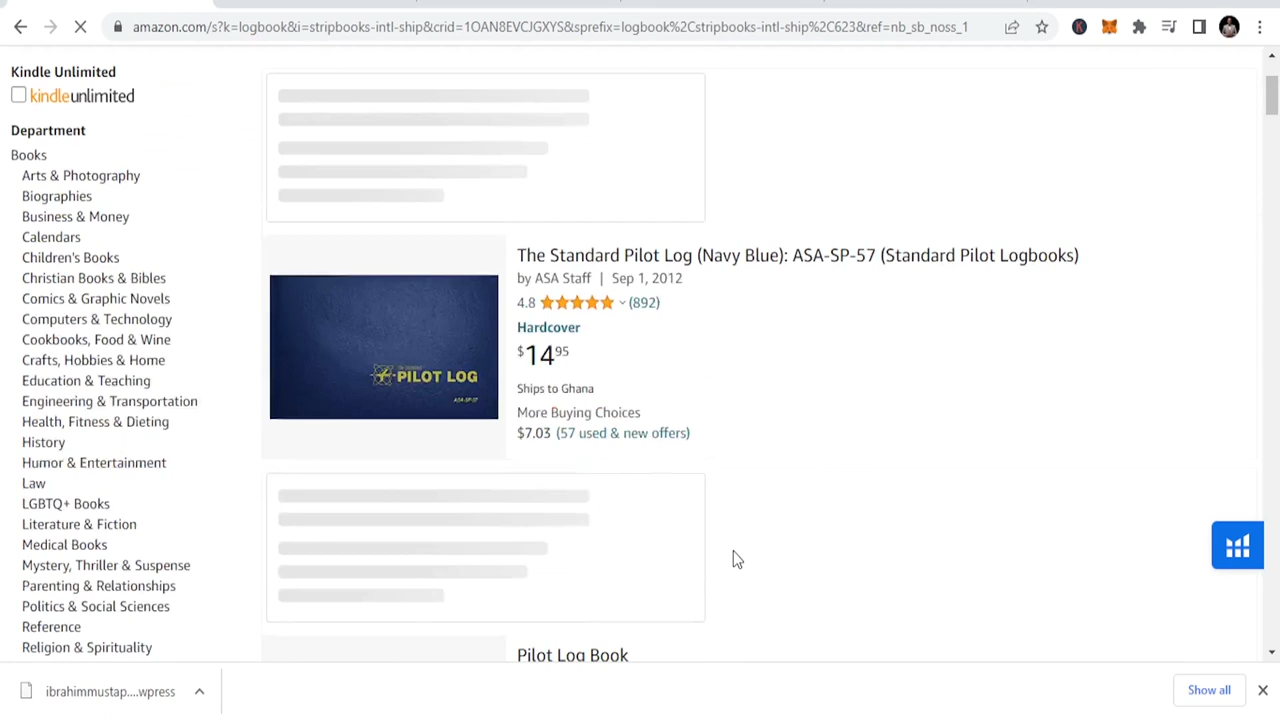 amazon.com/s?k=logbook&i=stripbooks-intl-ship&crid=1OAN8EVCJGXYS&sprefix=logbook%2Cstripbooks-intl-ship%2C623&ref=nb_sb_noss_1
Kindle Unlimited
kindleunlimited
Department
Books
Arts & Photography
Biographies
Business & Money
Calendars
Children's Books
Christian Books & Bibles
Comics & Graphic Novels
Computers & Technology
Cookbooks, Food & Wine
Crafts, Hobbies & Home
Education & Teaching
Engineering & Transportation
Health, Fitness & Dieting
History
Humor & Entertainment
Law
LGBTQ+ Books
Literature & Fiction
Medical Books
Mystery, Thriller & Suspense
Parenting & Relationships
Politics & Social Sciences
Reference
Religion & Spirituality
PILOT LOG
ASA-SP-57
The Standard Pilot Log (Navy Blue): ASA-SP-57 (Standard Pilot Logbooks)
by ASA Staff | Sep 1, 2012
4.8 (892)
Hardcover
$14.95
Ships to Ghana
More Buying Choices
$7.03 (57 used & new offers)
Pilot Log Book
ibrahimmustap....wpress
Show all